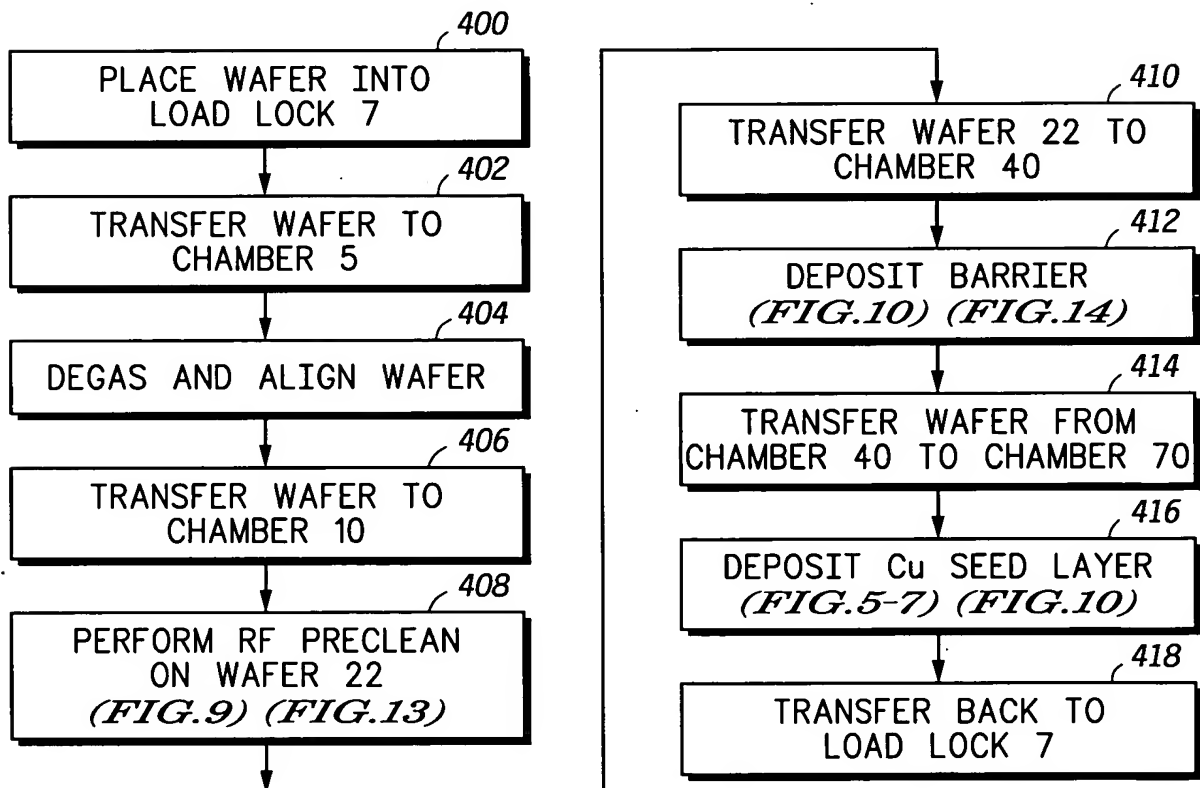 400
PLACE WAFER INTO
LOAD LOCK 7
402
TRANSFER WAFER TO
CHAMBER 5
404
DEGAS AND ALIGN WAFER
406
TRANSFER WAFER TO
CHAMBER 10
408
PERFORM RF PRECLEAN
ON WAFER 22
(FIG.9) (FIG.13)
410
TRANSFER WAFER 22 TO
CHAMBER 40
412
DEPOSIT BARRIER
(FIG.10) (FIG.14)
414
TRANSFER WAFER FROM
CHAMBER 40 TO CHAMBER 70
416
DEPOSIT Cu SEED LAYER
(FIG.5-7) (FIG.10)
418
TRANSFER BACK TO
LOAD LOCK 7